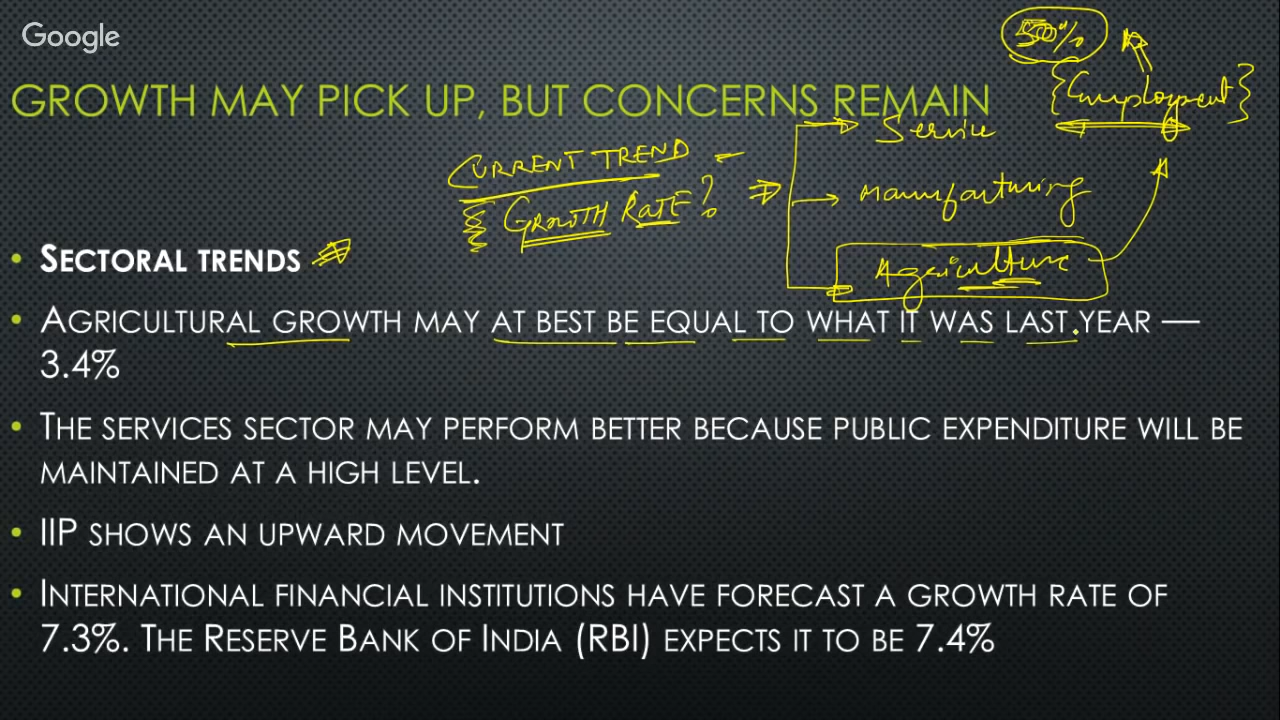 Google
50%
GROWTH MAY PICK UP, BUT CONCERNS REMAIN
{Employment}
Service
CURRENT TREND
GROWTH RATE?
Manufacturing
• SECTORAL TRENDS
Agriculture
• AGRICULTURAL GROWTH MAY AT BEST BE EQUAL TO WHAT IT WAS LAST YEAR —
3.4%
• THE SERVICES SECTOR MAY PERFORM BETTER BECAUSE PUBLIC EXPENDITURE WILL BE
MAINTAINED AT A HIGH LEVEL.
• IIP SHOWS AN UPWARD MOVEMENT
• INTERNATIONAL FINANCIAL INSTITUTIONS HAVE FORECAST A GROWTH RATE OF
7.3%. THE RESERVE BANK OF INDIA (RBI) EXPECTS IT TO BE 7.4%